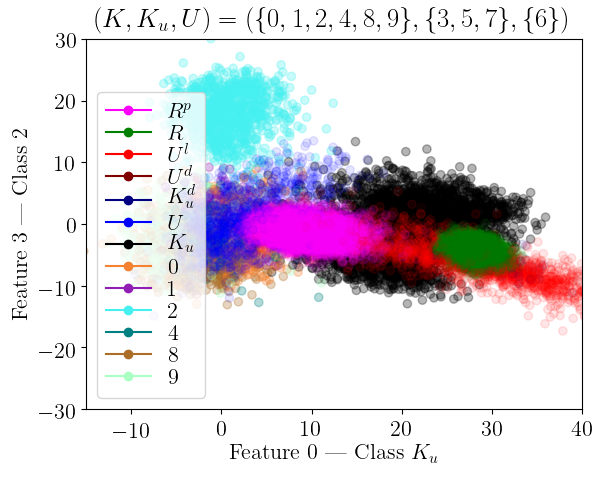 (K, K_u, U) = ({0, 1, 2, 4, 8, 9}, {3, 5, 7}, {6})
30
20
10
0
−10
−20
−30
Feature 3 — Class 2
R^p
R
U^l
U^d
K_u^d
U
K_u
0
1
2
4
8
9
−10
0
10
20
30
40
Feature 0 — Class K_u